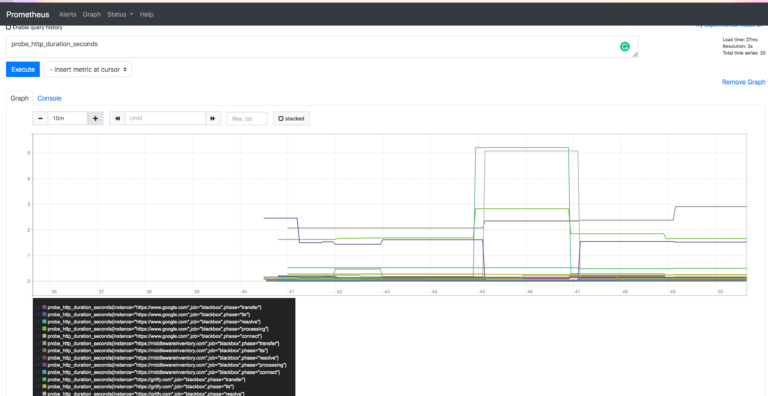 Prometheus Alerts Graph Status Help
Enable query history
probe_http_duration_seconds
Load time: 27ms
Resolution: 3s
Total time series: 20
Execute - insert metric at cursor
Remove Graph
Graph Console
− 15m + Until Res. (s) stacked
5
4
3
2
1
0
36 37 38 39 40 41 42 43 44 45 46 47 48 49 50
probe_http_duration_seconds{instance="https://www.google.com",job="blackbox",phase="transfer"}
probe_http_duration_seconds{instance="https://www.google.com",job="blackbox",phase="tls"}
probe_http_duration_seconds{instance="https://www.google.com",job="blackbox",phase="resolve"}
probe_http_duration_seconds{instance="https://www.google.com",job="blackbox",phase="processing"}
probe_http_duration_seconds{instance="https://www.google.com",job="blackbox",phase="connect"}
probe_http_duration_seconds{instance="https://middlewareinventory.com",job="blackbox",phase="transfer"}
probe_http_duration_seconds{instance="https://middlewareinventory.com",job="blackbox",phase="tls"}
probe_http_duration_seconds{instance="https://middlewareinventory.com",job="blackbox",phase="resolve"}
probe_http_duration_seconds{instance="https://middlewareinventory.com",job="blackbox",phase="processing"}
probe_http_duration_seconds{instance="https://middlewareinventory.com",job="blackbox",phase="connect"}
probe_http_duration_seconds{instance="https://gritfy.com",job="blackbox",phase="transfer"}
probe_http_duration_seconds{instance="https://gritfy.com",job="blackbox",phase="tls"}
probe_http_duration_seconds{instance="https://gritfy.com",job="blackbox",phase="resolve"}